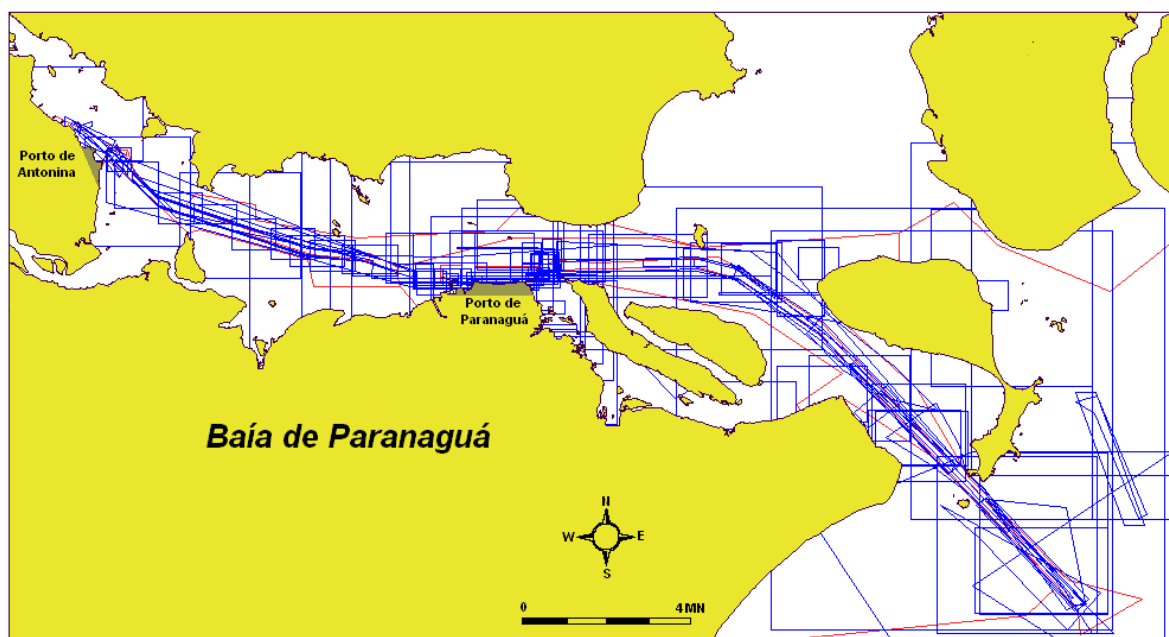 Porto de
Antonina
Porto de
Paranaguá
Baía de Paranaguá
N
W
E
S
0
4 MN